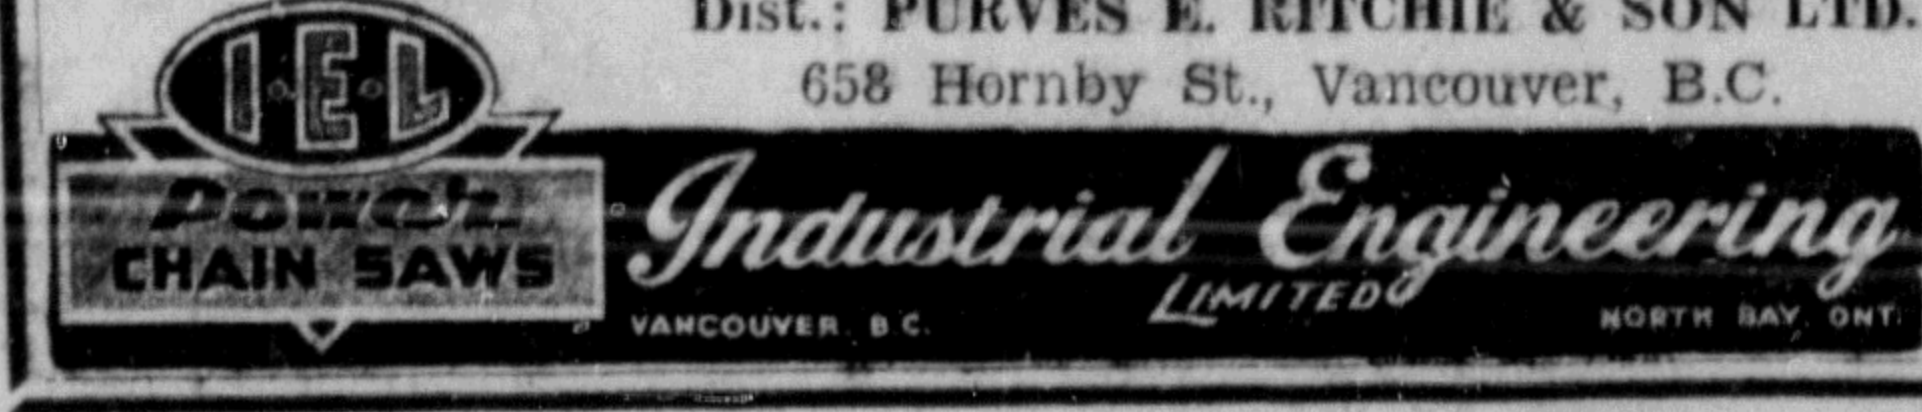 Dist.: PURVES E. RITCHIE & SON LTD.
658 Hornby St., Vancouver, B.C.
I·E·L
Power
CHAIN SAWS
Industrial Engineering
LIMITED
VANCOUVER B.C.
NORTH BAY, ONT.